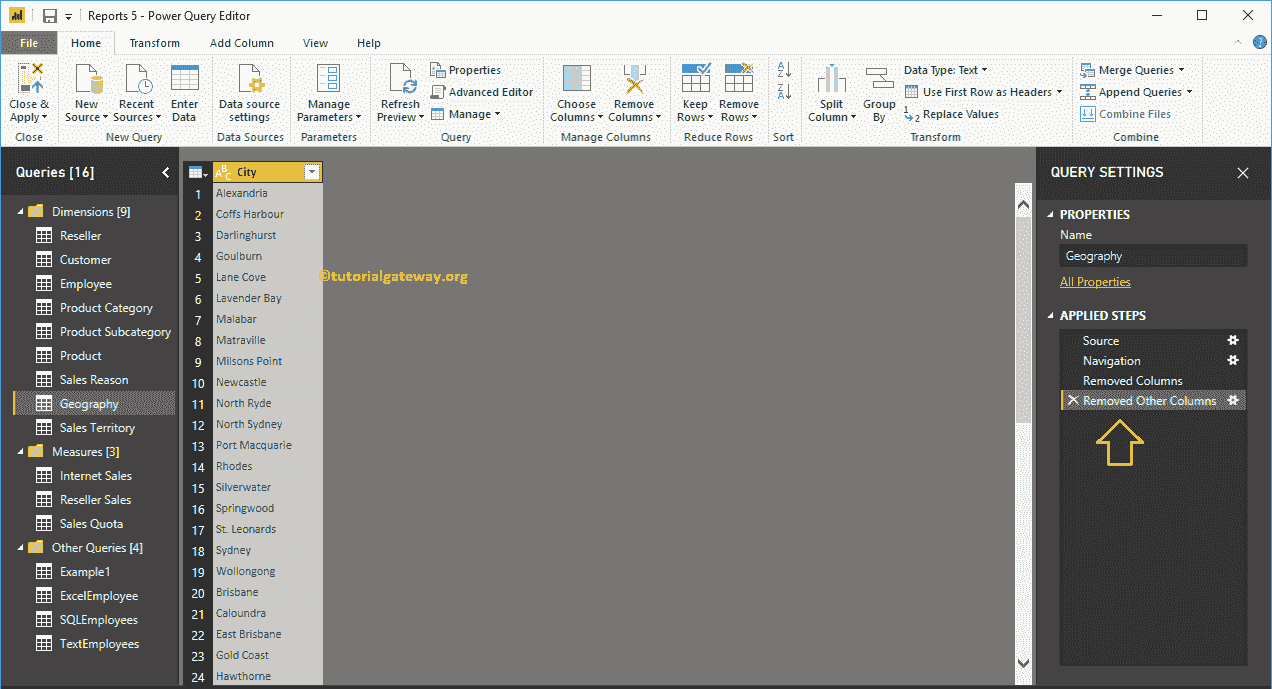 Reports 5 - Power Query Editor
File Home Transform Add Column View Help
Close & Apply
New Source
Recent Sources
Enter Data
Data source settings
Manage Parameters
Refresh Preview
Properties
Advanced Editor
Manage
Choose Columns
Remove Columns
Keep Rows
Remove Rows
Split Column
Group By
Data Type: Text
Use First Row as Headers
Replace Values
Merge Queries
Append Queries
Combine Files
Close New Query Data Sources Parameters Query Manage Columns Reduce Rows Sort Transform Combine
Queries [16]
Dimensions [9]
Reseller
Customer
Employee
Product Category
Product Subcategory
Product
Sales Reason
Geography
Sales Territory
Measures [3]
Internet Sales
Reseller Sales
Sales Quota
Other Queries [4]
Example1
ExcelEmployee
SQLEmployees
TextEmployees
ABC City
1 Alexandria
2 Coffs Harbour
3 Darlinghurst
4 Goulburn
5 Lane Cove
6 Lavender Bay
7 Malabar
8 Matraville
9 Milsons Point
10 Newcastle
11 North Ryde
12 North Sydney
13 Port Macquarie
14 Rhodes
15 Silverwater
16 Springwood
17 St. Leonards
18 Sydney
19 Wollongong
20 Brisbane
21 Caloundra
22 East Brisbane
23 Gold Coast
24 Hawthorne
©tutorialgateway.org
QUERY SETTINGS
PROPERTIES
Name
Geography
All Properties
APPLIED STEPS
Source
Navigation
Removed Columns
Removed Other Columns